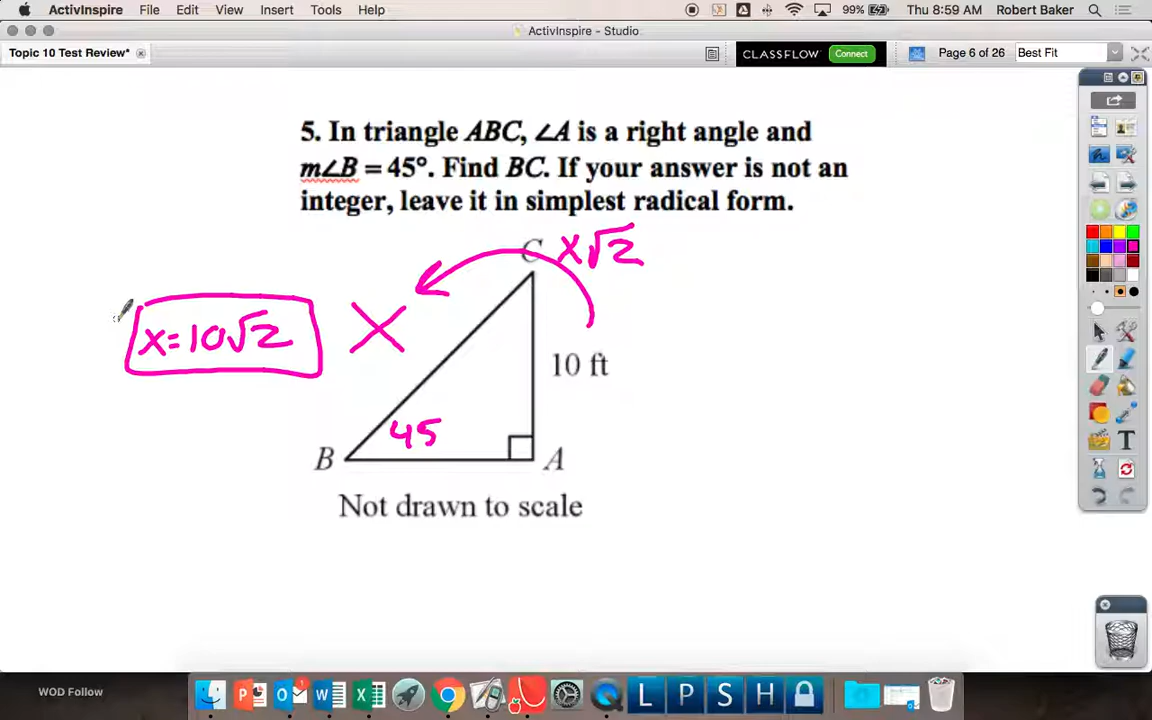 ActivInspire File Edit View Insert Tools Help 99% Thu 8:59 AM Robert Baker
ActivInspire - Studio
Topic 10 Test Review* CLASSFLOW Connect Page 6 of 26 Best Fit
5. In triangle ABC, ∠A is a right angle and
m∠B = 45°. Find BC. If your answer is not an
integer, leave it in simplest radical form.
C x√2
x=10√2 X
10 ft
45
B A
Not drawn to scale
T
WOD Follow
L P S H